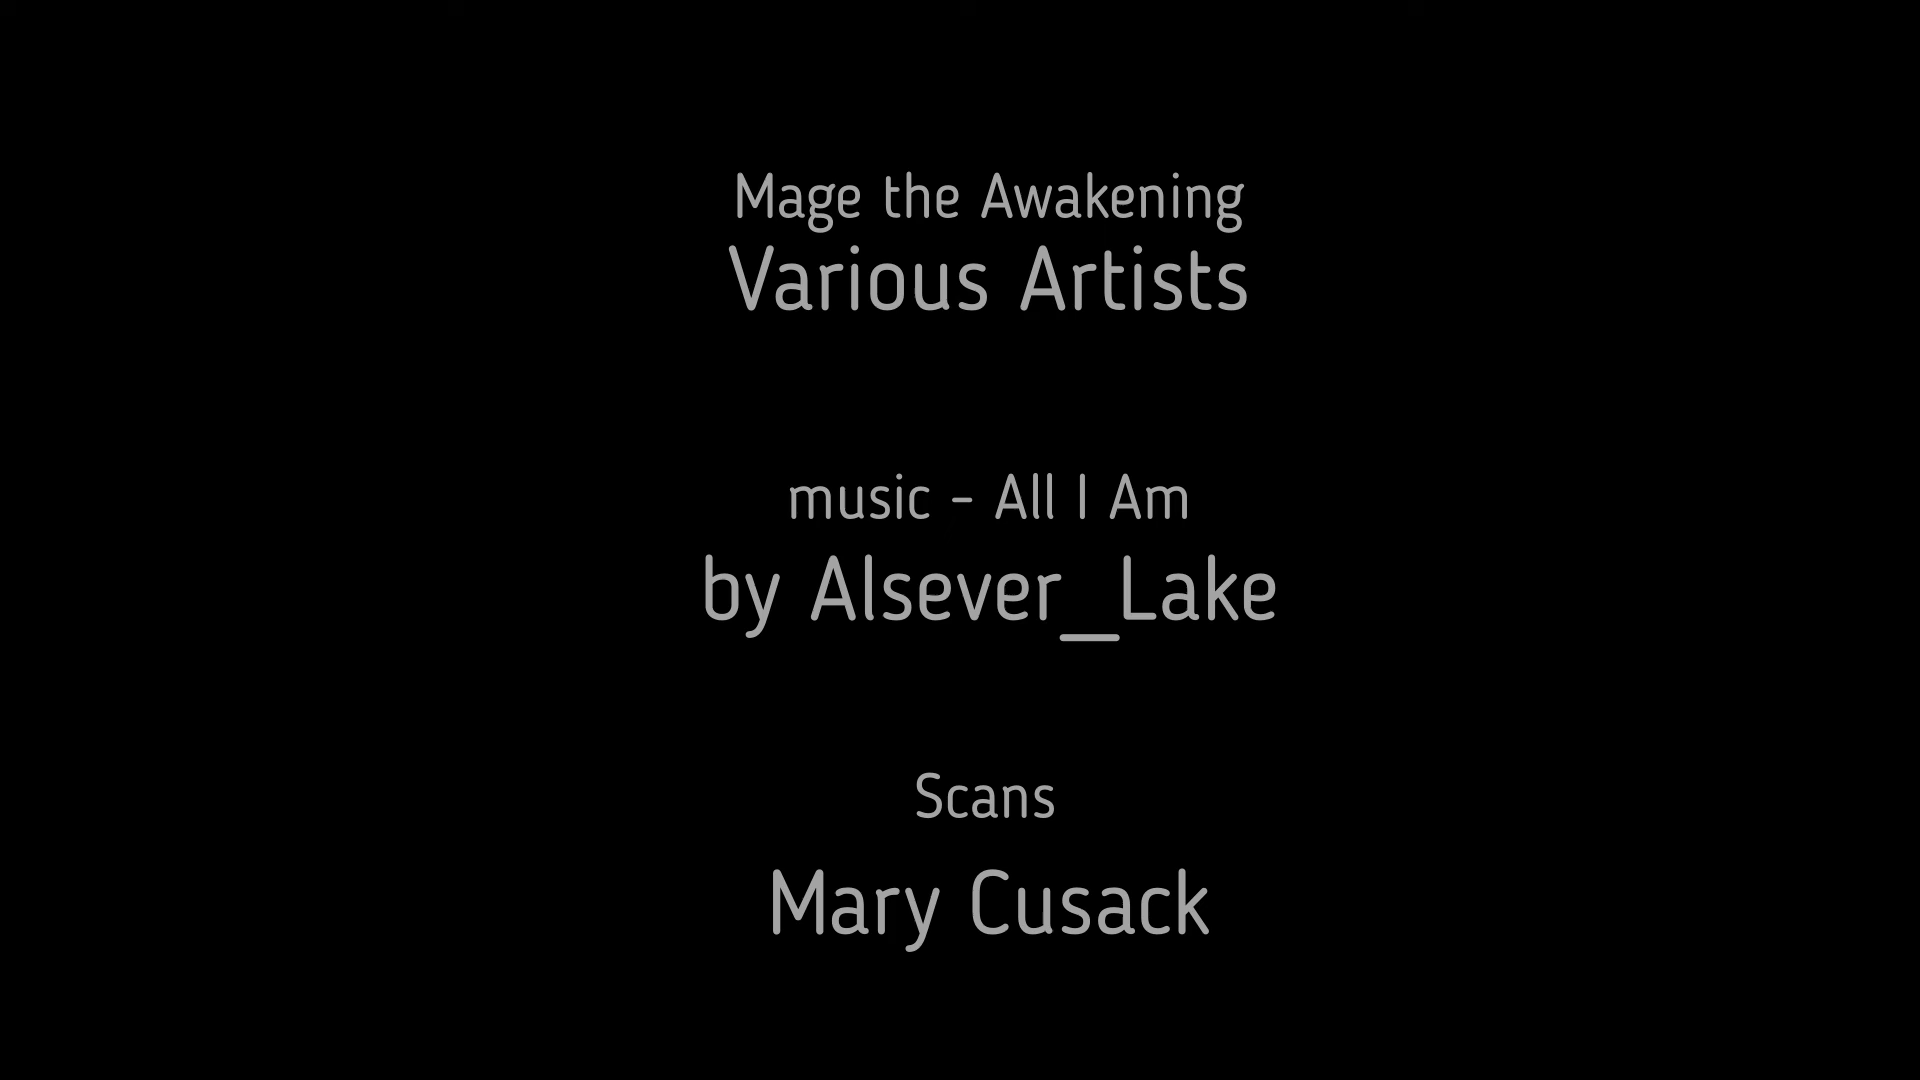 Mage the Awakening
Various Artists
music - All I Am
by Alsever_Lake
Scans
Mary Cusack